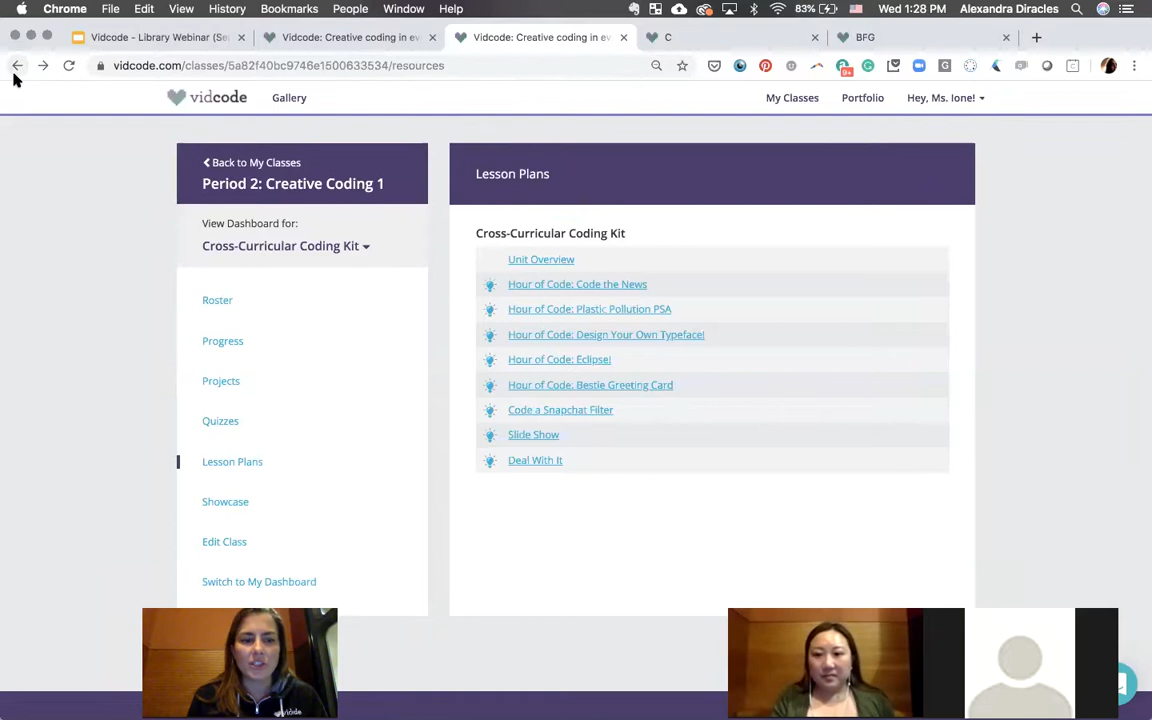 Chrome File Edit View History Bookmarks People Window Help 83% Wed 1:28 PM Alexandra Diracles
Vidcode - Library Webinar (Se Vidcode: Creative coding in ev Vidcode: Creative coding in ev C BFG
vidcode.com/classes/5a82f40bc9746e1500633534/resources 9+
vidcode Gallery My Classes Portfolio Hey, Ms. Ione!
Back to My Classes
Period 2: Creative Coding 1
View Dashboard for:
Cross-Curricular Coding Kit
Roster
Progress
Projects
Quizzes
Lesson Plans
Showcase
Edit Class
Switch to My Dashboard
Lesson Plans
Cross-Curricular Coding Kit
Unit Overview
Hour of Code: Code the News
Hour of Code: Plastic Pollution PSA
Hour of Code: Design Your Own Typeface!
Hour of Code: Eclipse!
Hour of Code: Bestie Greeting Card
Code a Snapchat Filter
Slide Show
Deal With It
vidcode